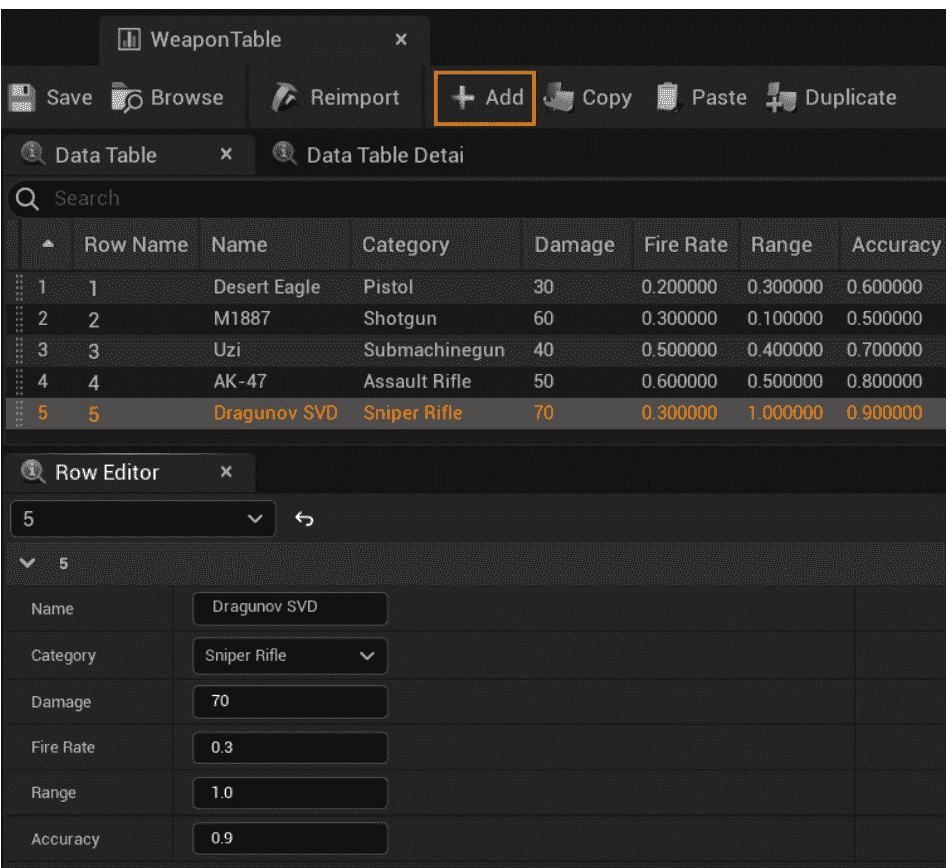 WeaponTable
Save Browse Reimport Add Copy Paste Duplicate
Data Table Data Table Detai
Search
Row Name Name Category Damage Fire Rate Range Accuracy
1 1 Desert Eagle Pistol 30 0.200000 0.300000 0.600000
2 2 M1887 Shotgun 60 0.300000 0.100000 0.500000
3 3 Uzi Submachinegun 40 0.500000 0.400000 0.700000
4 4 AK-47 Assault Rifle 50 0.600000 0.500000 0.800000
5 5 Dragunov SVD Sniper Rifle 70 0.300000 1.000000 0.900000
Row Editor
5
5
Name Dragunov SVD
Category Sniper Rifle
Damage 70
Fire Rate 0.3
Range 1.0
Accuracy 0.9